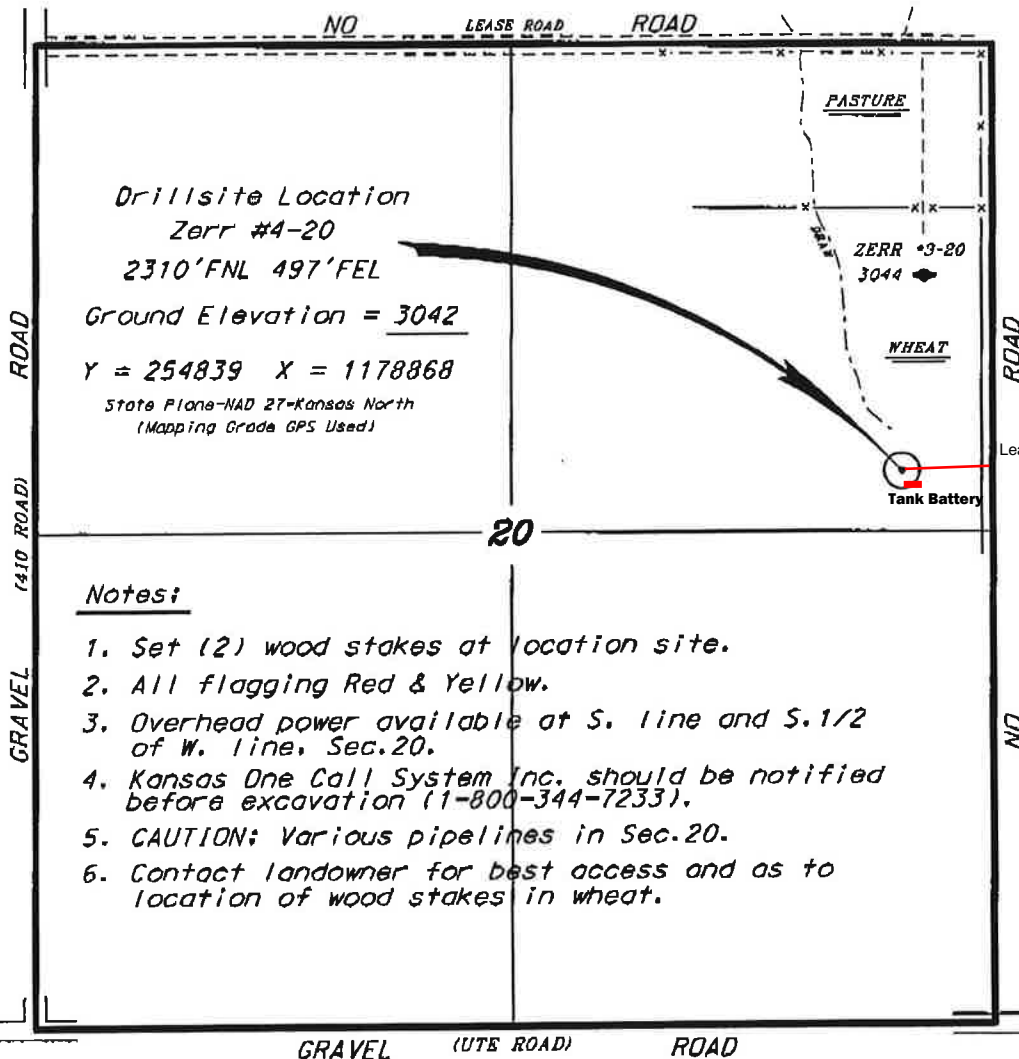 NO LEASE ROAD ROAD
PASTURE
Drillsite Location
Zerr #4-20
2310'FNL 497'FEL
Ground Elevation = 3042
Y = 254839 X = 1178868
State Plane-NAD 27-Kansas North
(Mapping Grade GPS Used)
DRAW
ZERR #3-20
3044
WHEAT
ROAD
ROAD
Lea
Tank Battery
20
(410 ROAD)
GRAVEL
NO
Notes:
1. Set (2) wood stakes at location site.
2. All flagging Red & Yellow.
3. Overhead power available at S. line and S.1/2
of W. line, Sec.20.
4. Kansas One Call System Inc. should be notified
before excavation (1-800-344-7233).
5. CAUTION: Various pipelines in Sec.20.
6. Contact landowner for best access and as to
location of wood stakes in wheat.
GRAVEL (UTE ROAD) ROAD